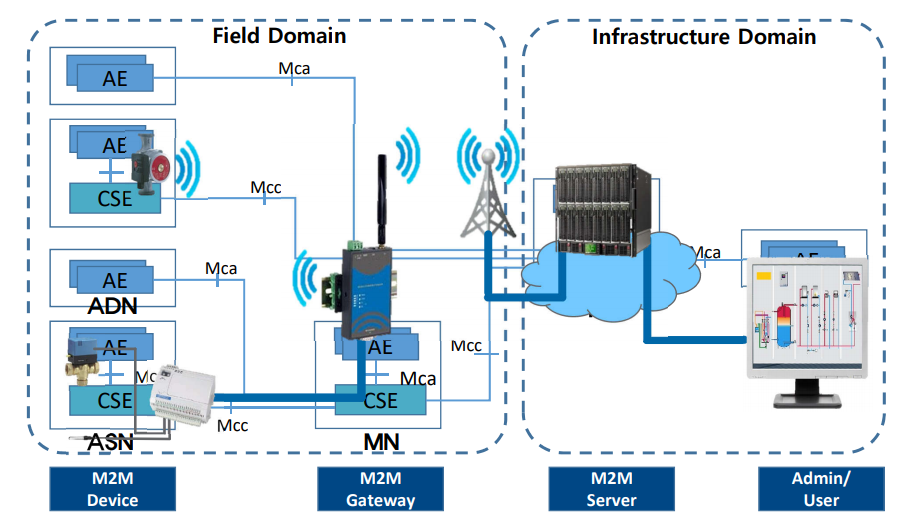 Field Domain
Infrastructure Domain
AE
Mca
AE
CSE
Mcc
AE
ADN
Mca
Mca
AE
AE
CSE
ASN
Mcc
AE
Mca
CSE
MN
Mcc
M2M
Device
M2M
Gateway
M2M
Server
Admin/
User